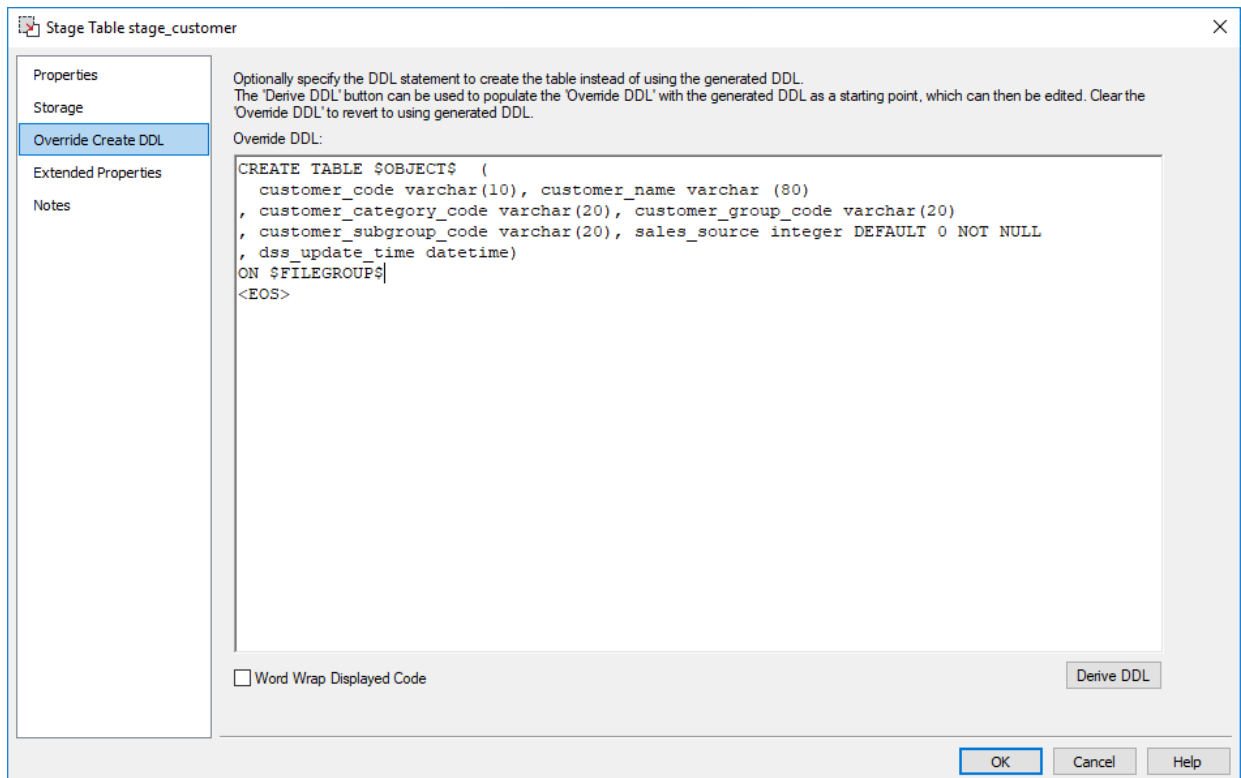 Stage Table stage_customer
Properties
Storage
Override Create DDL
Extended Properties
Notes
Optionally specify the DDL statement to create the table instead of using the generated DDL.
The 'Derive DDL' button can be used to populate the 'Override DDL' with the generated DDL as a starting point, which can then be edited. Clear the
'Override DDL' to revert to using generated DDL.
Override DDL:
CREATE TABLE $OBJECT$  (
  customer_code varchar(10), customer_name varchar (80)
, customer_category_code varchar(20), customer_group_code varchar(20)
, customer_subgroup_code varchar(20), sales_source integer DEFAULT 0 NOT NULL
, dss_update_time datetime)
ON $FILEGROUP$
<EOS>
Word Wrap Displayed Code
Derive DDL
OK
Cancel
Help